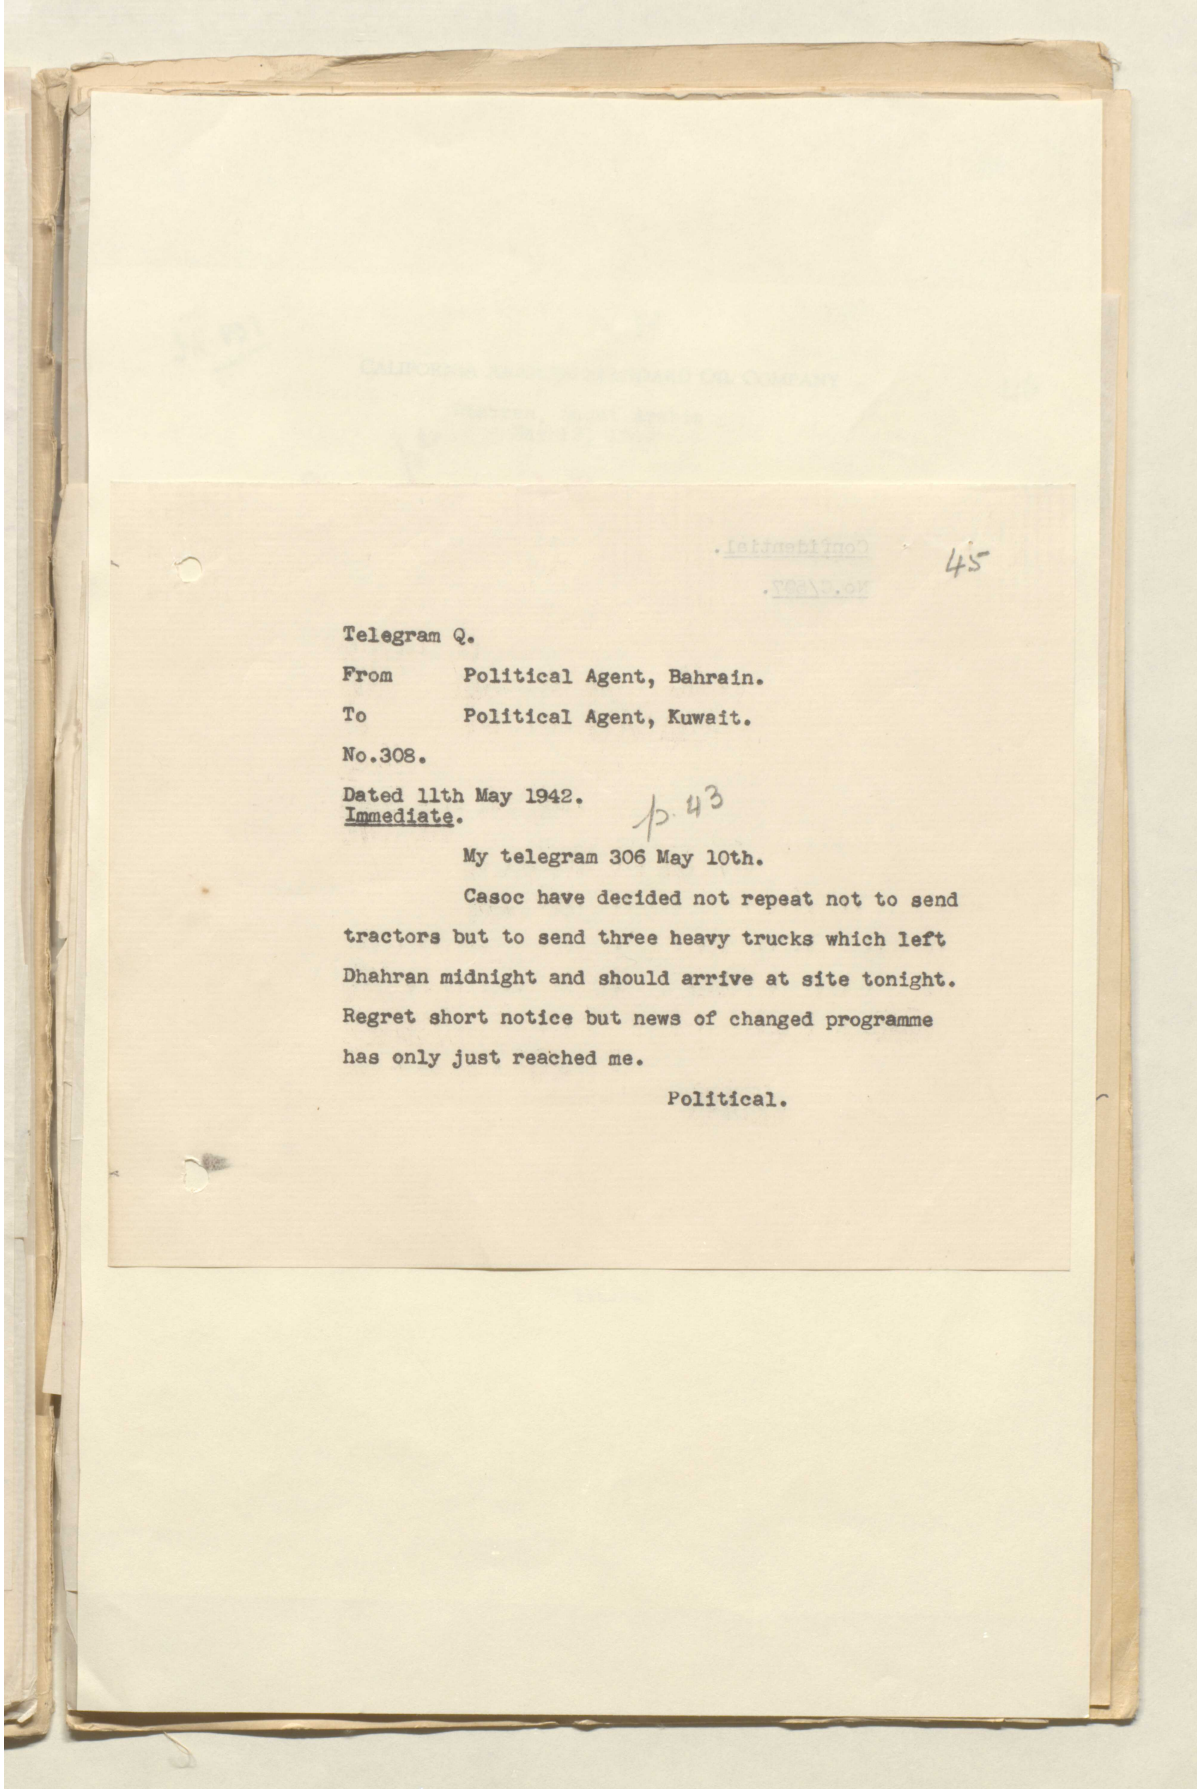 45
Telegram Q.
From Political Agent, Bahrain.
To Political Agent, Kuwait.
No.308.
Dated 11th May 1942.
Immediate.
p. 43
My telegram 306 May 10th.
Casoc have decided not repeat not to send
tractors but to send three heavy trucks which left
Dhahran midnight and should arrive at site tonight.
Regret short notice but news of changed programme
has only just reached me.
Political.